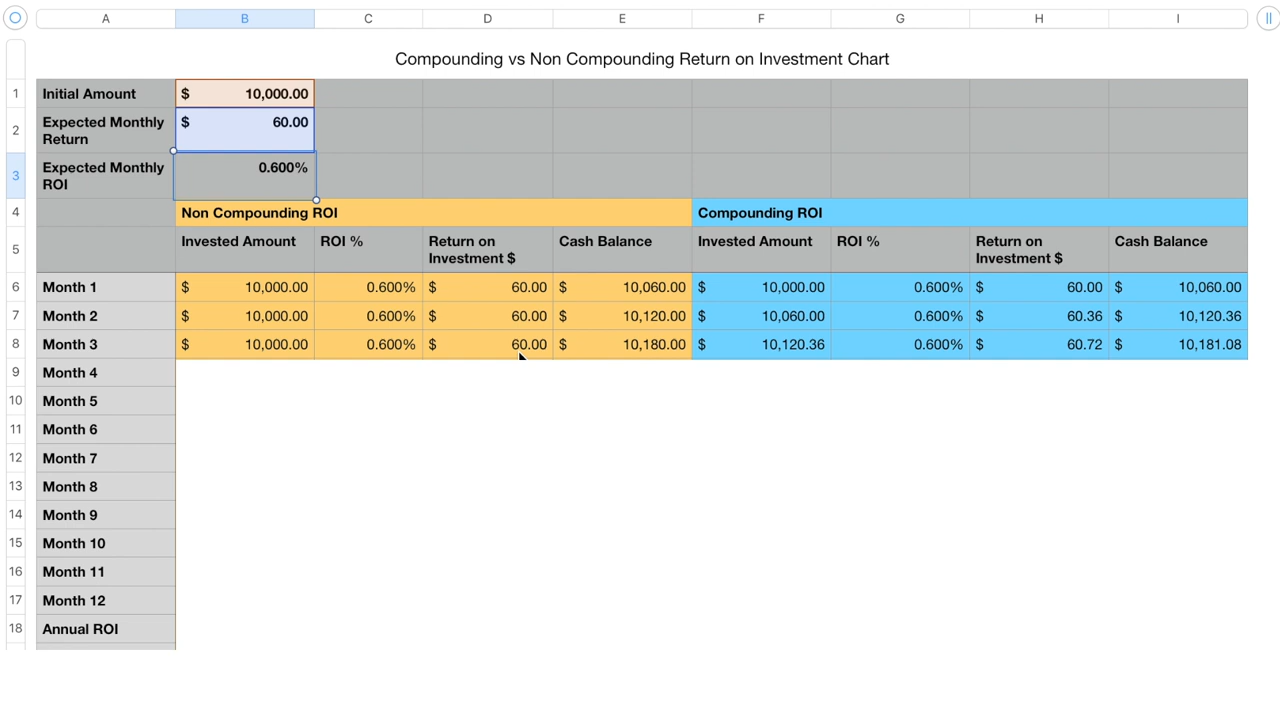 A B C D E F G H I
Compounding vs Non Compounding Return on Investment Chart
1 Initial Amount $ 10,000.00
2 Expected Monthly Return $ 60.00
3 Expected Monthly ROI 0.600%
4 Non Compounding ROI Compounding ROI
5 Invested Amount ROI % Return on Investment $ Cash Balance Invested Amount ROI % Return on Investment $ Cash Balance
6 Month 1 $ 10,000.00 0.600% $ 60.00 $ 10,060.00 $ 10,000.00 0.600% $ 60.00 $ 10,060.00
7 Month 2 $ 10,000.00 0.600% $ 60.00 $ 10,120.00 $ 10,060.00 0.600% $ 60.36 $ 10,120.36
8 Month 3 $ 10,000.00 0.600% $ 60.00 $ 10,180.00 $ 10,120.36 0.600% $ 60.72 $ 10,181.08
9 Month 4
10 Month 5
11 Month 6
12 Month 7
13 Month 8
14 Month 9
15 Month 10
16 Month 11
17 Month 12
18 Annual ROI